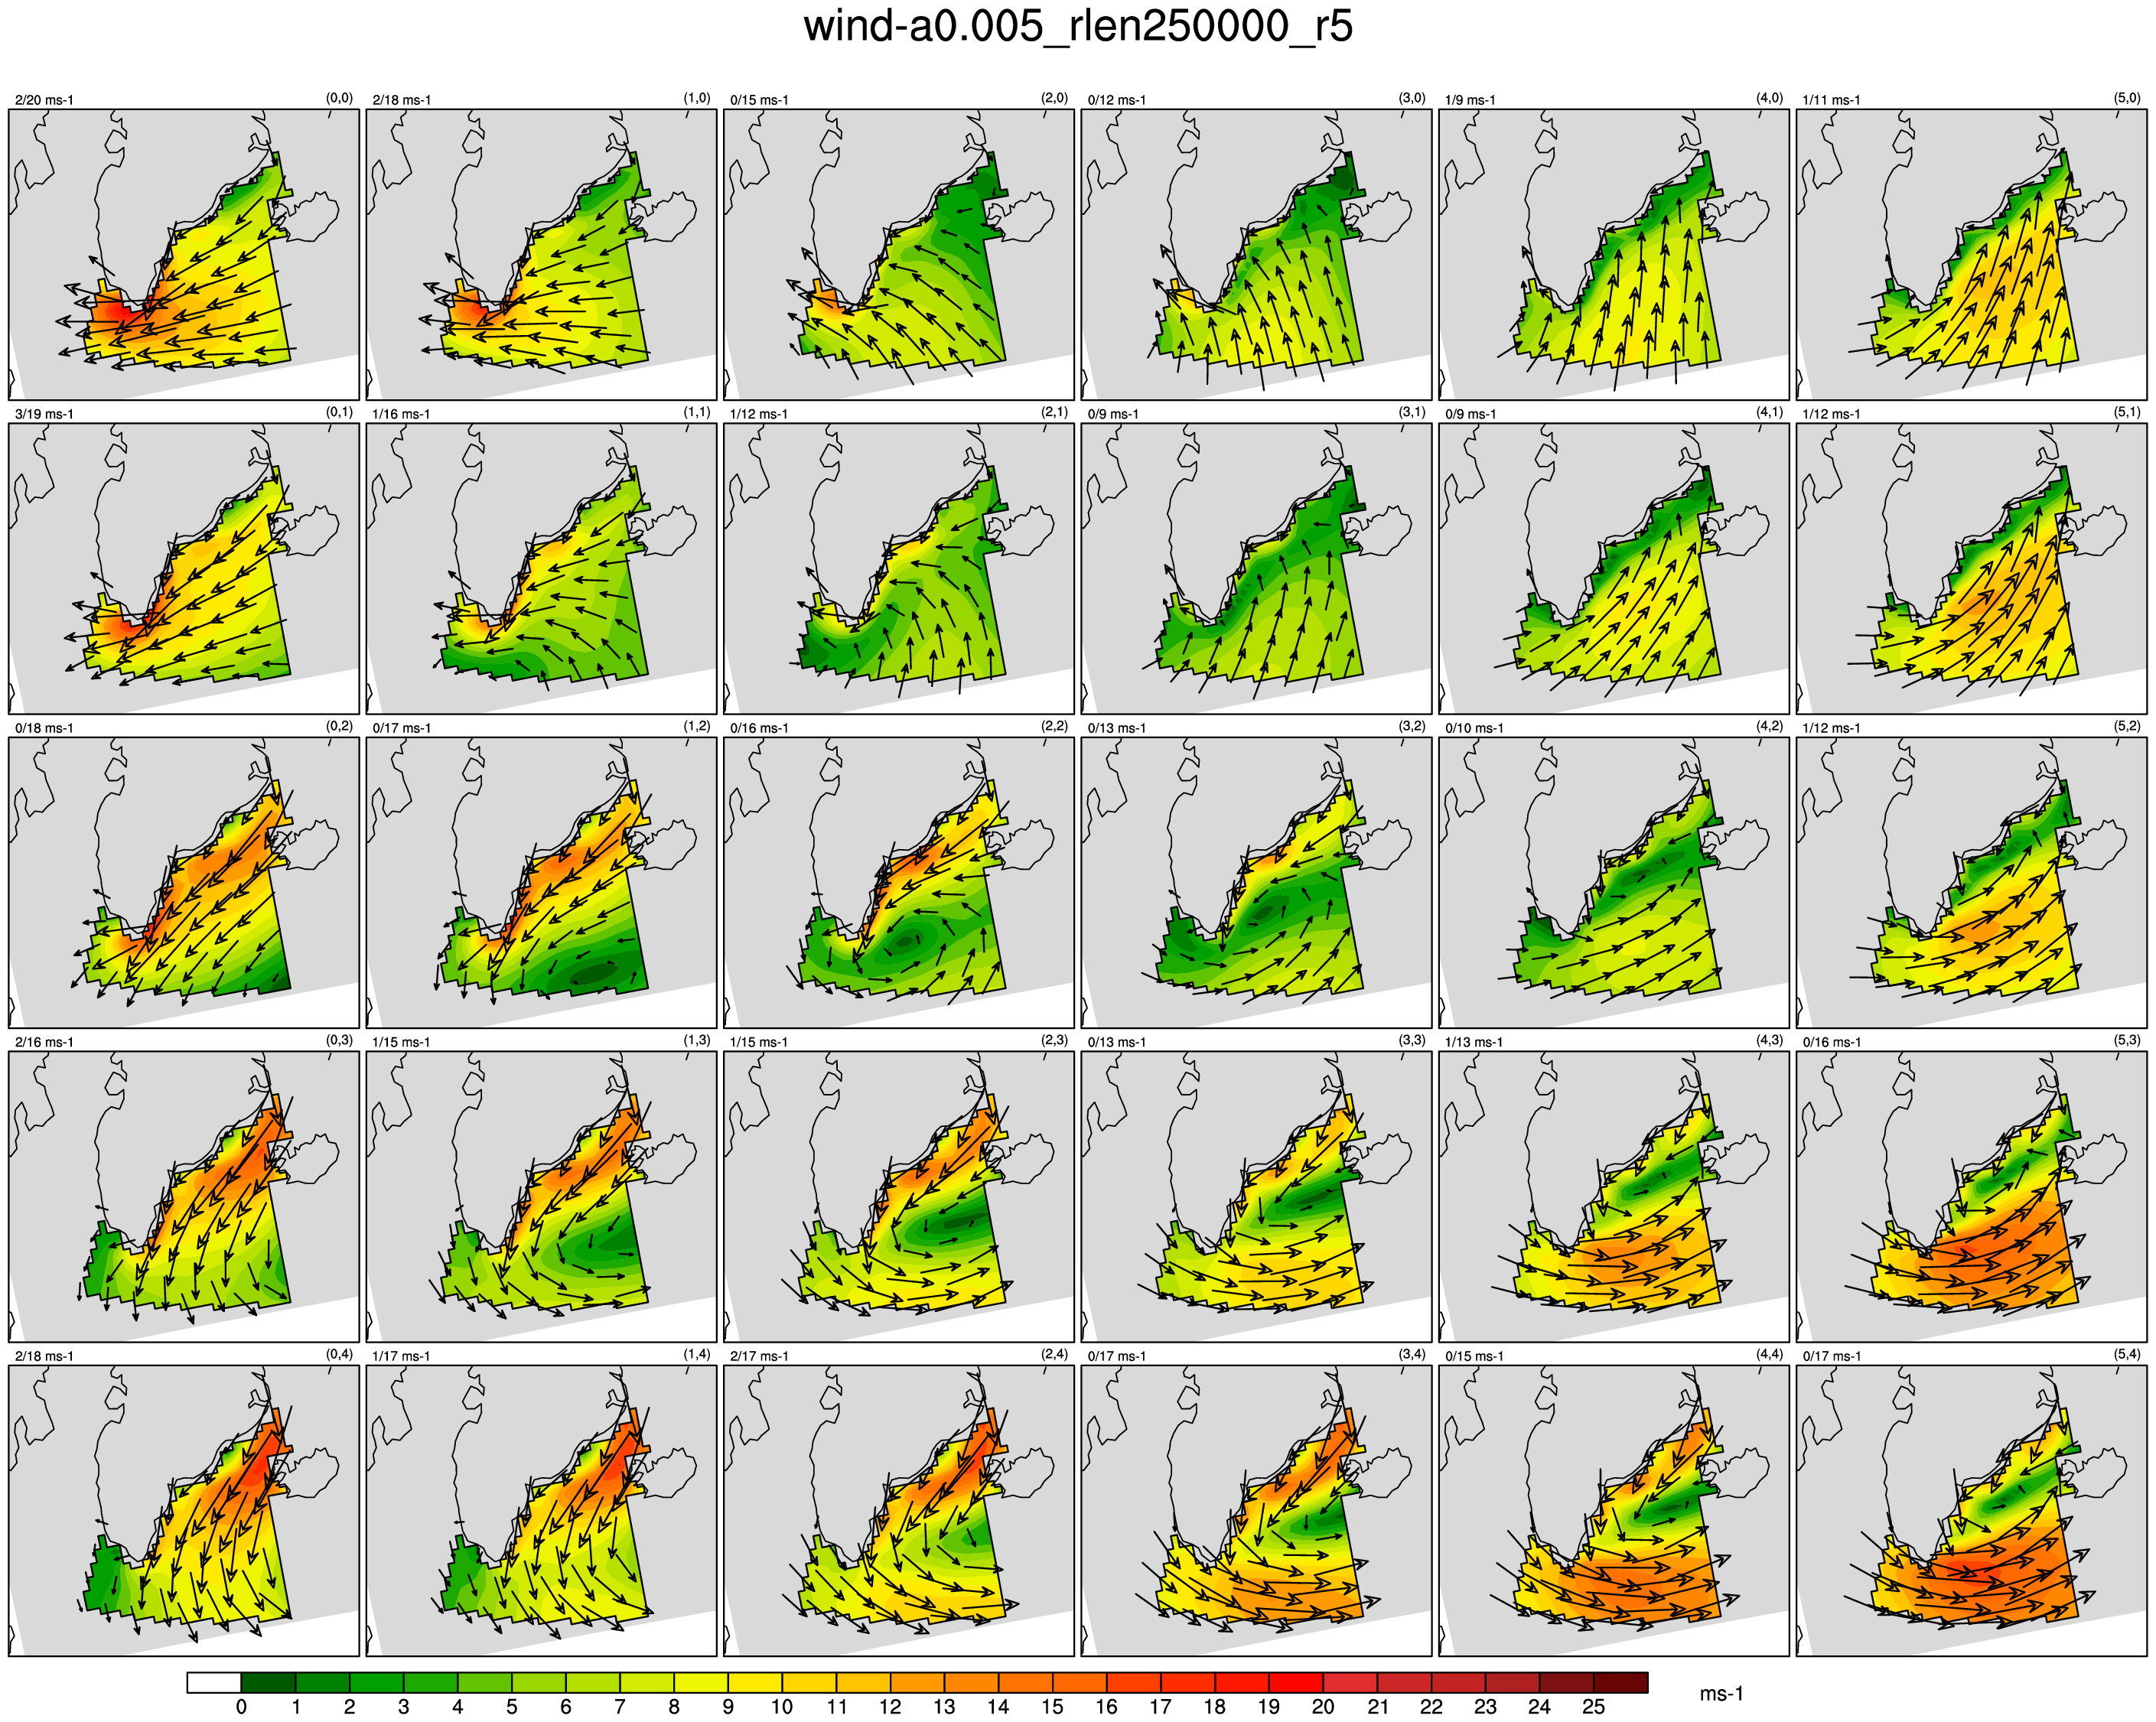 wind-a0.005_rlen250000_r5
2/20 ms-1 (0,0) 2/18 ms-1 (1,0) 0/15 ms-1 (2,0) 0/12 ms-1 (3,0) 1/9 ms-1 (4,0) 1/11 ms-1 (5,0)
3/19 ms-1 (0,1) 1/16 ms-1 (1,1) 1/12 ms-1 (2,1) 0/9 ms-1 (3,1) 0/9 ms-1 (4,1) 1/12 ms-1 (5,1)
0/18 ms-1 (0,2) 0/17 ms-1 (1,2) 0/16 ms-1 (2,2) 0/13 ms-1 (3,2) 0/10 ms-1 (4,2) 1/12 ms-1 (5,2)
2/16 ms-1 (0,3) 1/15 ms-1 (1,3) 1/15 ms-1 (2,3) 0/13 ms-1 (3,3) 1/13 ms-1 (4,3) 0/16 ms-1 (5,3)
2/18 ms-1 (0,4) 1/17 ms-1 (1,4) 2/17 ms-1 (2,4) 0/17 ms-1 (3,4) 0/15 ms-1 (4,4) 0/17 ms-1 (5,4)
0 1 2 3 4 5 6 7 8 9 10 11 12 13 14 15 16 17 18 19 20 21 22 23 24 25 ms-1